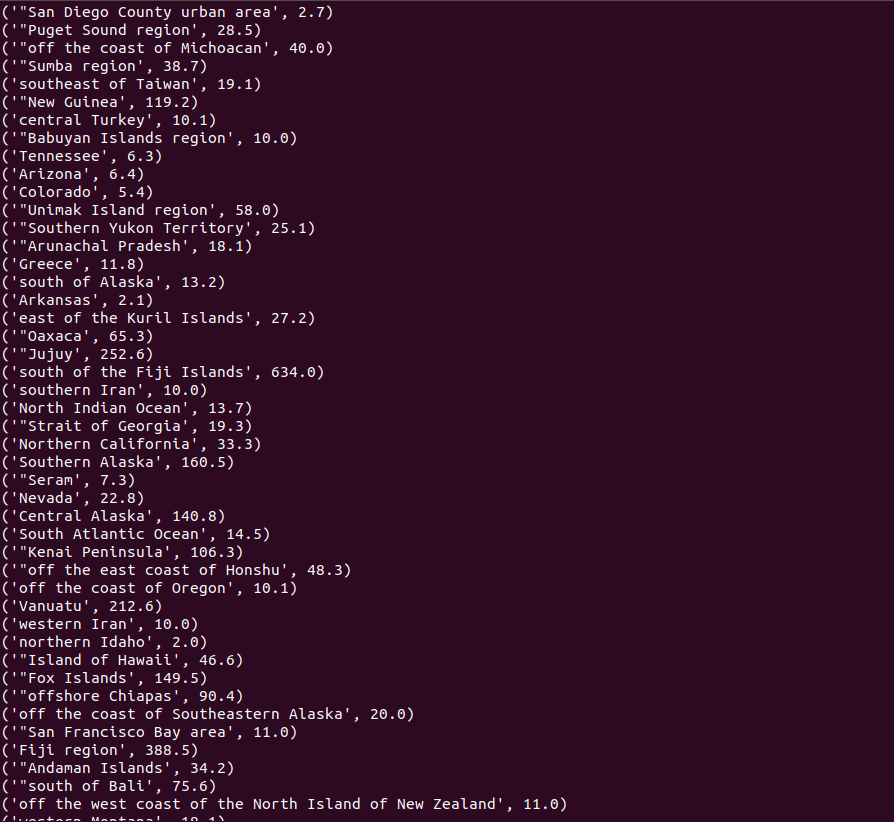 ('"San Diego County urban area', 2.7)
('"Puget Sound region', 28.5)
('"off the coast of Michoacan', 40.0)
('"Sumba region', 38.7)
('southeast of Taiwan', 19.1)
('"New Guinea', 119.2)
('central Turkey', 10.1)
('"Babuyan Islands region', 10.0)
('Tennessee', 6.3)
('Arizona', 6.4)
('Colorado', 5.4)
('"Unimak Island region', 58.0)
('"Southern Yukon Territory', 25.1)
('"Arunachal Pradesh', 18.1)
('Greece', 11.8)
('south of Alaska', 13.2)
('Arkansas', 2.1)
('east of the Kuril Islands', 27.2)
('"Oaxaca', 65.3)
('"Jujuy', 252.6)
('south of the Fiji Islands', 634.0)
('southern Iran', 10.0)
('North Indian Ocean', 13.7)
('"Strait of Georgia', 19.3)
('Northern California', 33.3)
('Southern Alaska', 160.5)
('"Seram', 7.3)
('Nevada', 22.8)
('Central Alaska', 140.8)
('South Atlantic Ocean', 14.5)
('"Kenai Peninsula', 106.3)
('"off the east coast of Honshu', 48.3)
('off the coast of Oregon', 10.1)
('Vanuatu', 212.6)
('western Iran', 10.0)
('northern Idaho', 2.0)
('"Island of Hawaii', 46.6)
('"Fox Islands', 149.5)
('"offshore Chiapas', 90.4)
('off the coast of Southeastern Alaska', 20.0)
('"San Francisco Bay area', 11.0)
('Fiji region', 388.5)
('"Andaman Islands', 34.2)
('"south of Bali', 75.6)
('off the west coast of the North Island of New Zealand', 11.0)
('western Montana', 18.1)